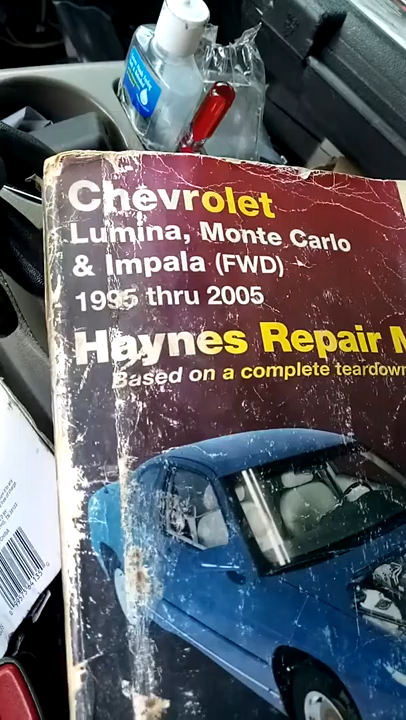 Chevrolet
Lumina, Monte Carlo
& Impala (FWD)
1995 thru 2005
Haynes Repair M
Based on a complete teardown